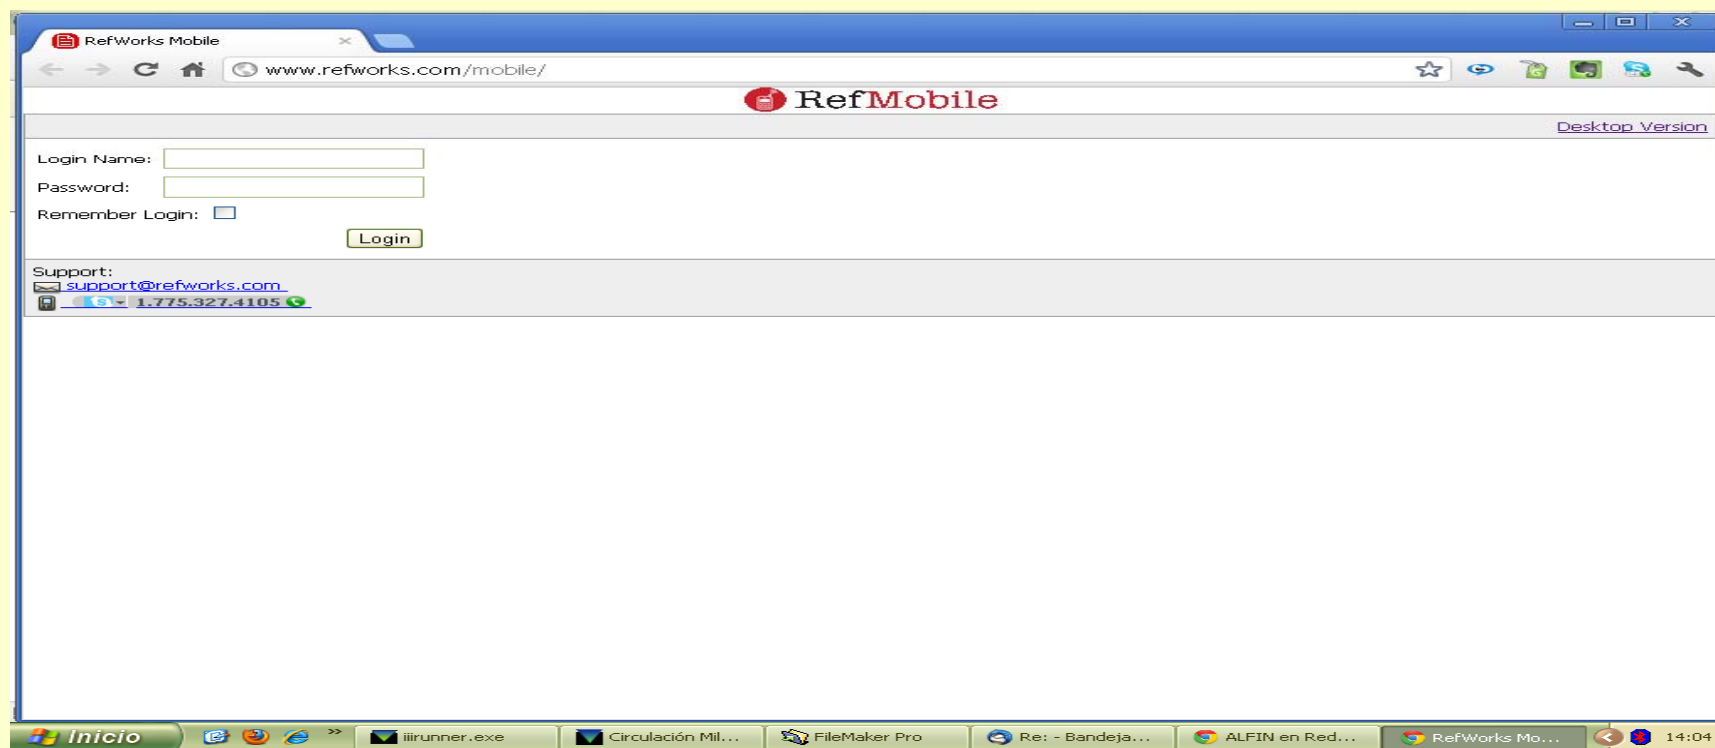 RefWorks Mobile
www.refworks.com/mobile/
RefMobile
Desktop Version
Login Name:
Password:
Remember Login:
Login
Support:
support@refworks.com
1.775.327.4105
Inicio » iiirunner.exe Circulación Mil... FileMaker Pro Re: - Bandeja... ALFIN en Red... RefWorks Mo... 14:04